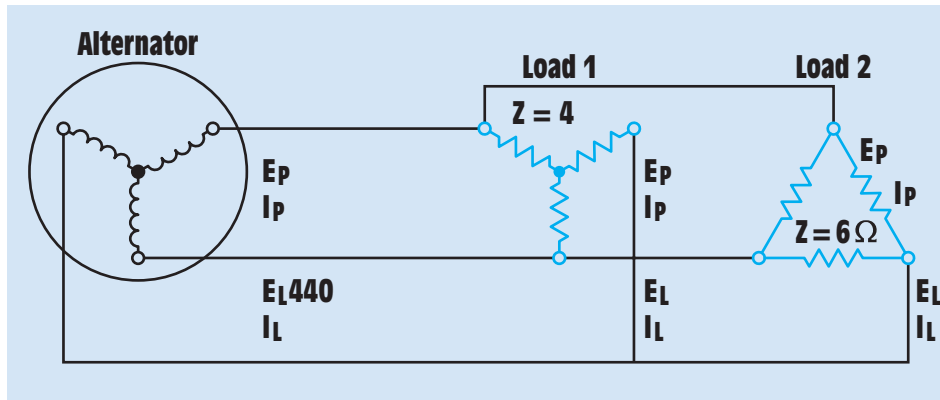 Alternator
Load 1
Load 2
Z = 4
EP
IP
EP
IP
EP
IP
Z = 6 Ω
EL440
IL
EL
IL
EL
IL